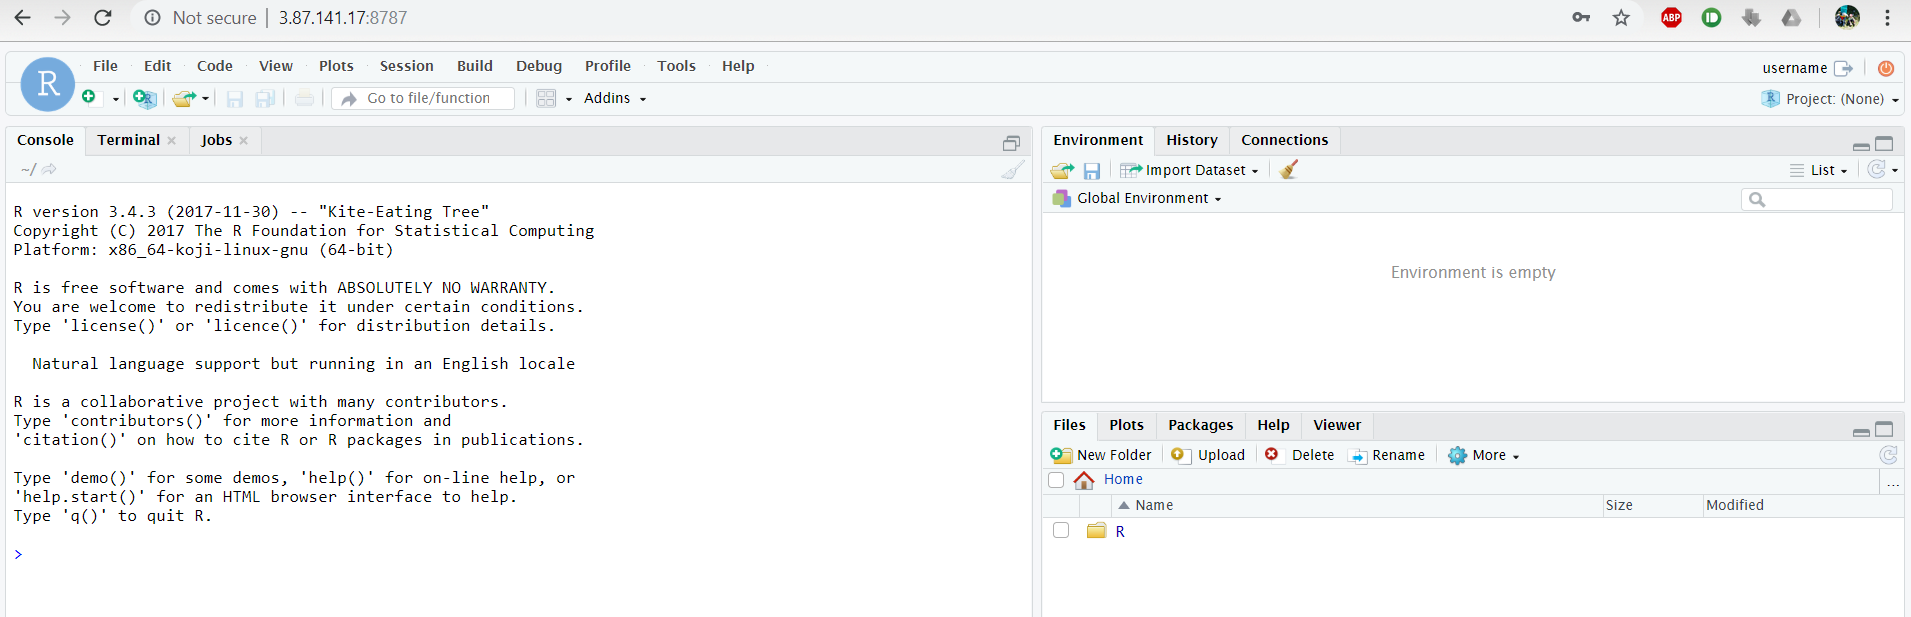 Not secure | 3.87.141.17:8787
ABP
R
File Edit Code View Plots Session Build Debug Profile Tools Help
username
Go to file/function
Addins
Project: (None)
Console Terminal Jobs
~/
R version 3.4.3 (2017-11-30) -- "Kite-Eating Tree"
Copyright (C) 2017 The R Foundation for Statistical Computing
Platform: x86_64-koji-linux-gnu (64-bit)
R is free software and comes with ABSOLUTELY NO WARRANTY.
You are welcome to redistribute it under certain conditions.
Type 'license()' or 'licence()' for distribution details.
Natural language support but running in an English locale
R is a collaborative project with many contributors.
Type 'contributors()' for more information and
'citation()' on how to cite R or R packages in publications.
Type 'demo()' for some demos, 'help()' for on-line help, or
'help.start()' for an HTML browser interface to help.
Type 'q()' to quit R.
>
Environment History Connections
Import Dataset
List
Global Environment
Environment is empty
Files Plots Packages Help Viewer
New Folder Upload Delete Rename More
Home
...
Name Size Modified
R